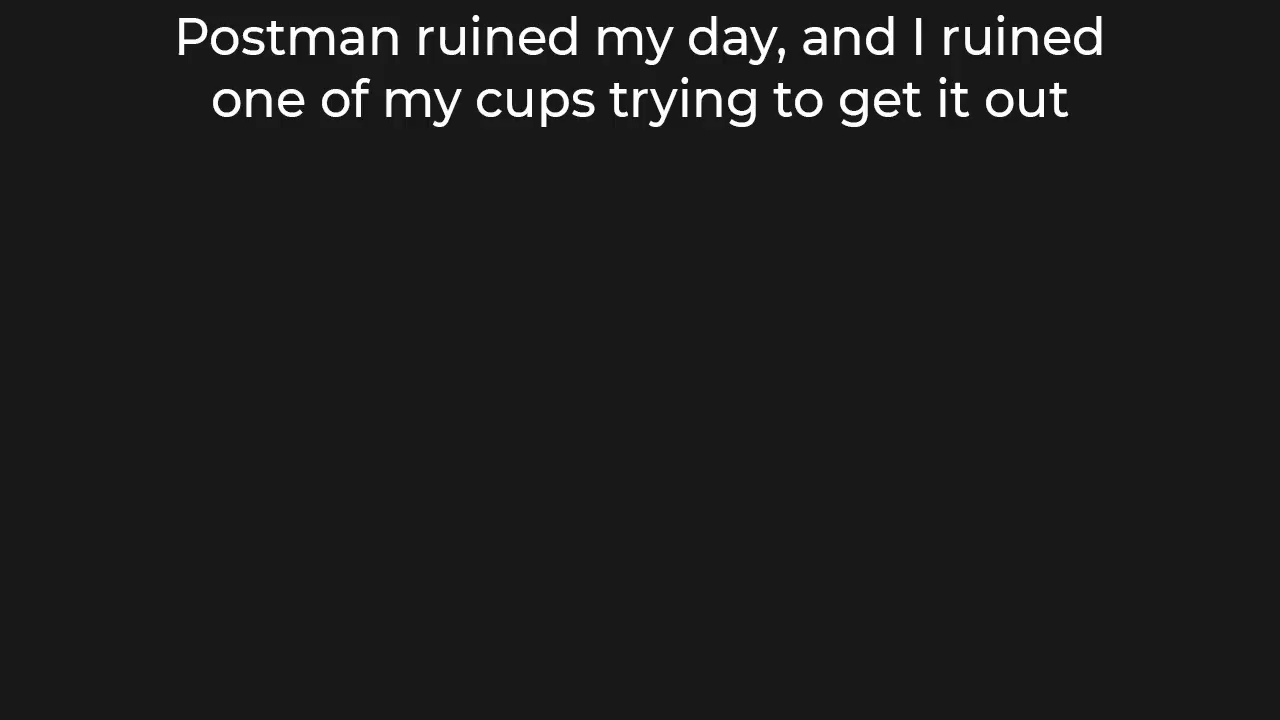 Postman ruined my day, and I ruined
one of my cups trying to get it out